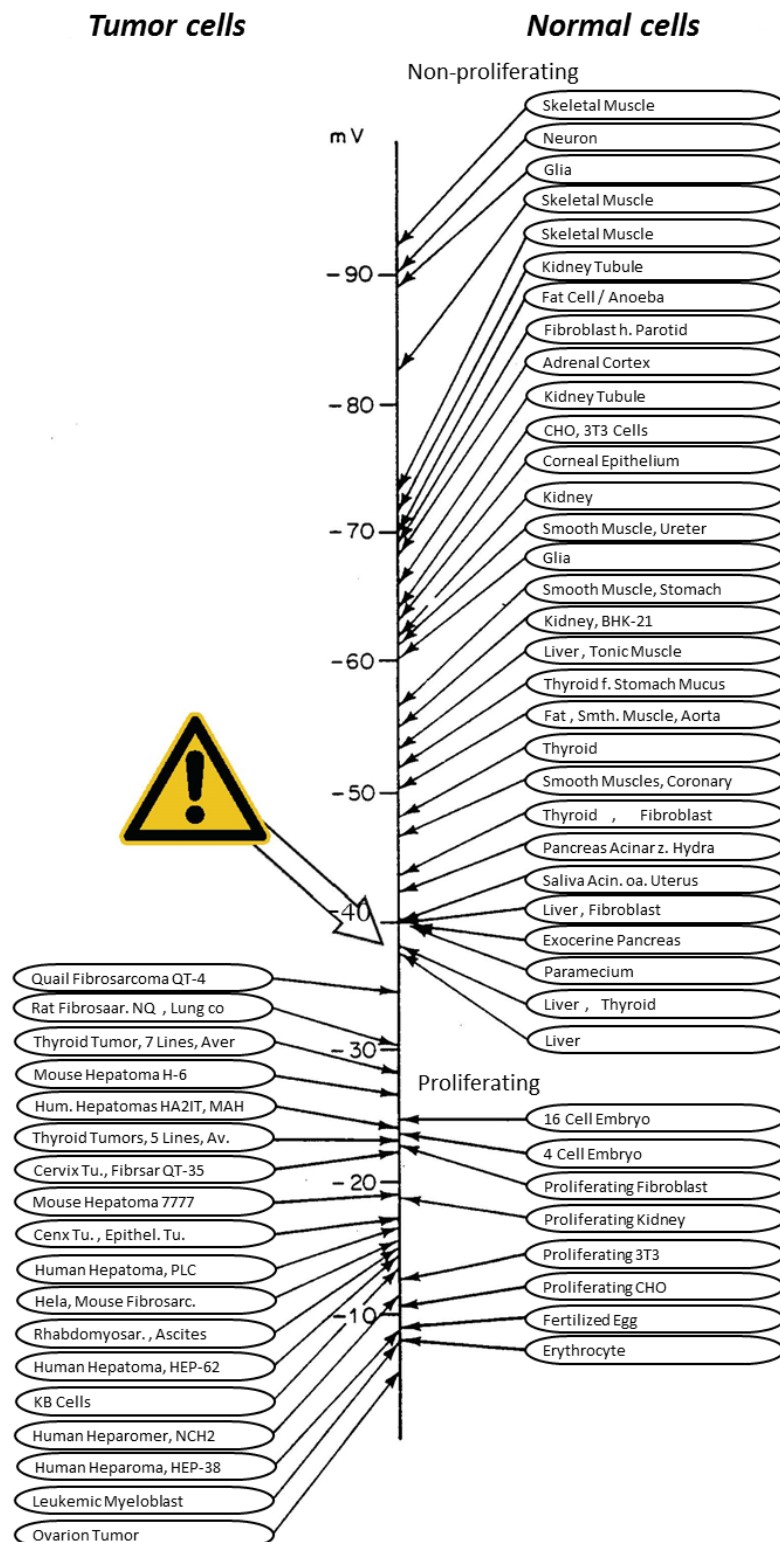 Tumor cells
Normal cells
Non-proliferating
mV
-90
-80
-70
-60
-50
-40
-30
-20
-10
Skeletal Muscle
Neuron
Glia
Skeletal Muscle
Skeletal Muscle
Kidney Tubule
Fat Cell / Anoeba
Fibroblast h. Parotid
Adrenal Cortex
Kidney Tubule
CHO, 3T3 Cells
Corneal Epithelium
Kidney
Smooth Muscle, Ureter
Glia
Smooth Muscle, Stomach
Kidney, BHK-21
Liver , Tonic Muscle
Thyroid f. Stomach Mucus
Fat , Smth. Muscle, Aorta
Thyroid
Smooth Muscles, Coronary
Thyroid , Fibroblast
Pancreas Acinar z. Hydra
Saliva Acin. oa. Uterus
Liver , Fibroblast
Exocerine Pancreas
Paramecium
Liver , Thyroid
Liver
Proliferating
16 Cell Embryo
4 Cell Embryo
Proliferating Fibroblast
Proliferating Kidney
Proliferating 3T3
Proliferating CHO
Fertilized Egg
Erythrocyte
Quail Fibrosarcoma QT-4
Rat Fibrosaar. NQ , Lung co
Thyroid Tumor, 7 Lines, Aver
Mouse Hepatoma H-6
Hum. Hepatomas HA2IT, MAH
Thyroid Tumors, 5 Lines, Av.
Cervix Tu., Fibrsar QT-35
Mouse Hepatoma 7777
Cenx Tu. , Epithel. Tu.
Human Hepatoma, PLC
Hela, Mouse Fibrosarc.
Rhabdomyosar. , Ascites
Human Hepatoma, HEP-62
KB Cells
Human Heparomer, NCH2
Human Heparoma, HEP-38
Leukemic Myeloblast
Ovarion Tumor